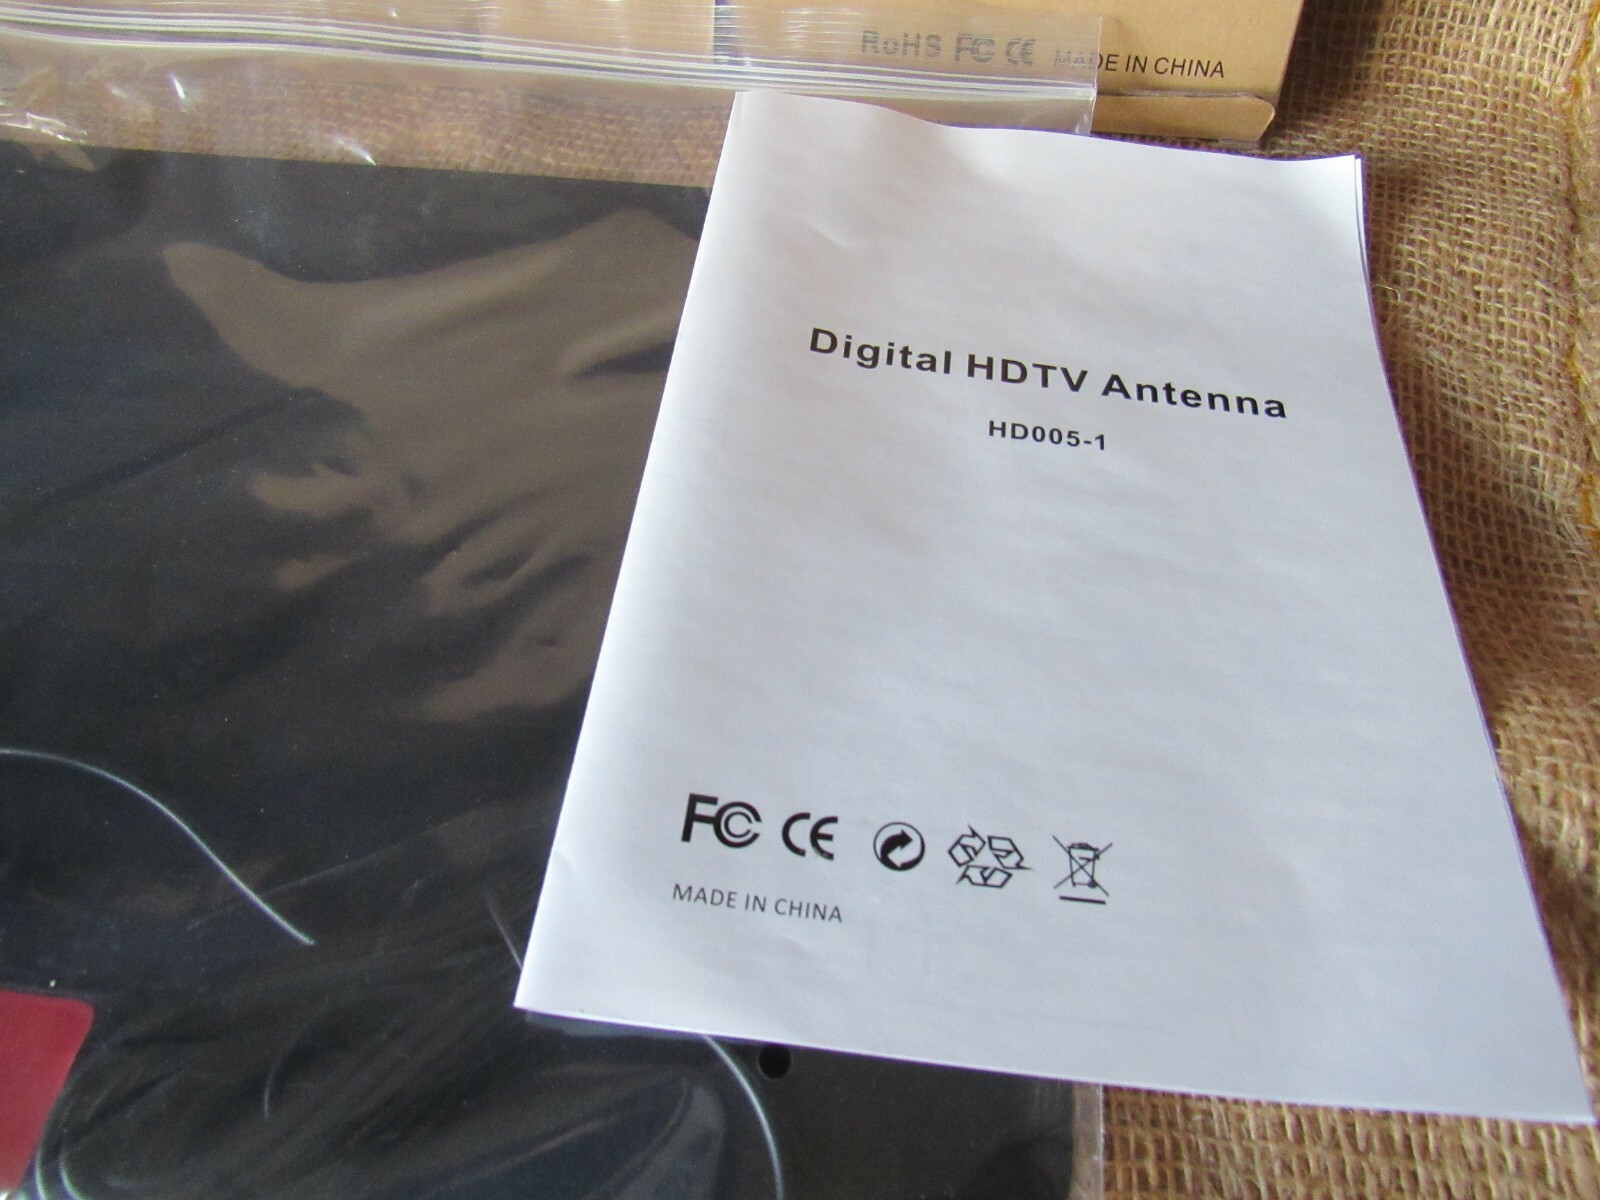 RoHS FC CE MADE IN CHINA
Digital HDTV Antenna
HD005-1
FC CE
MADE IN CHINA